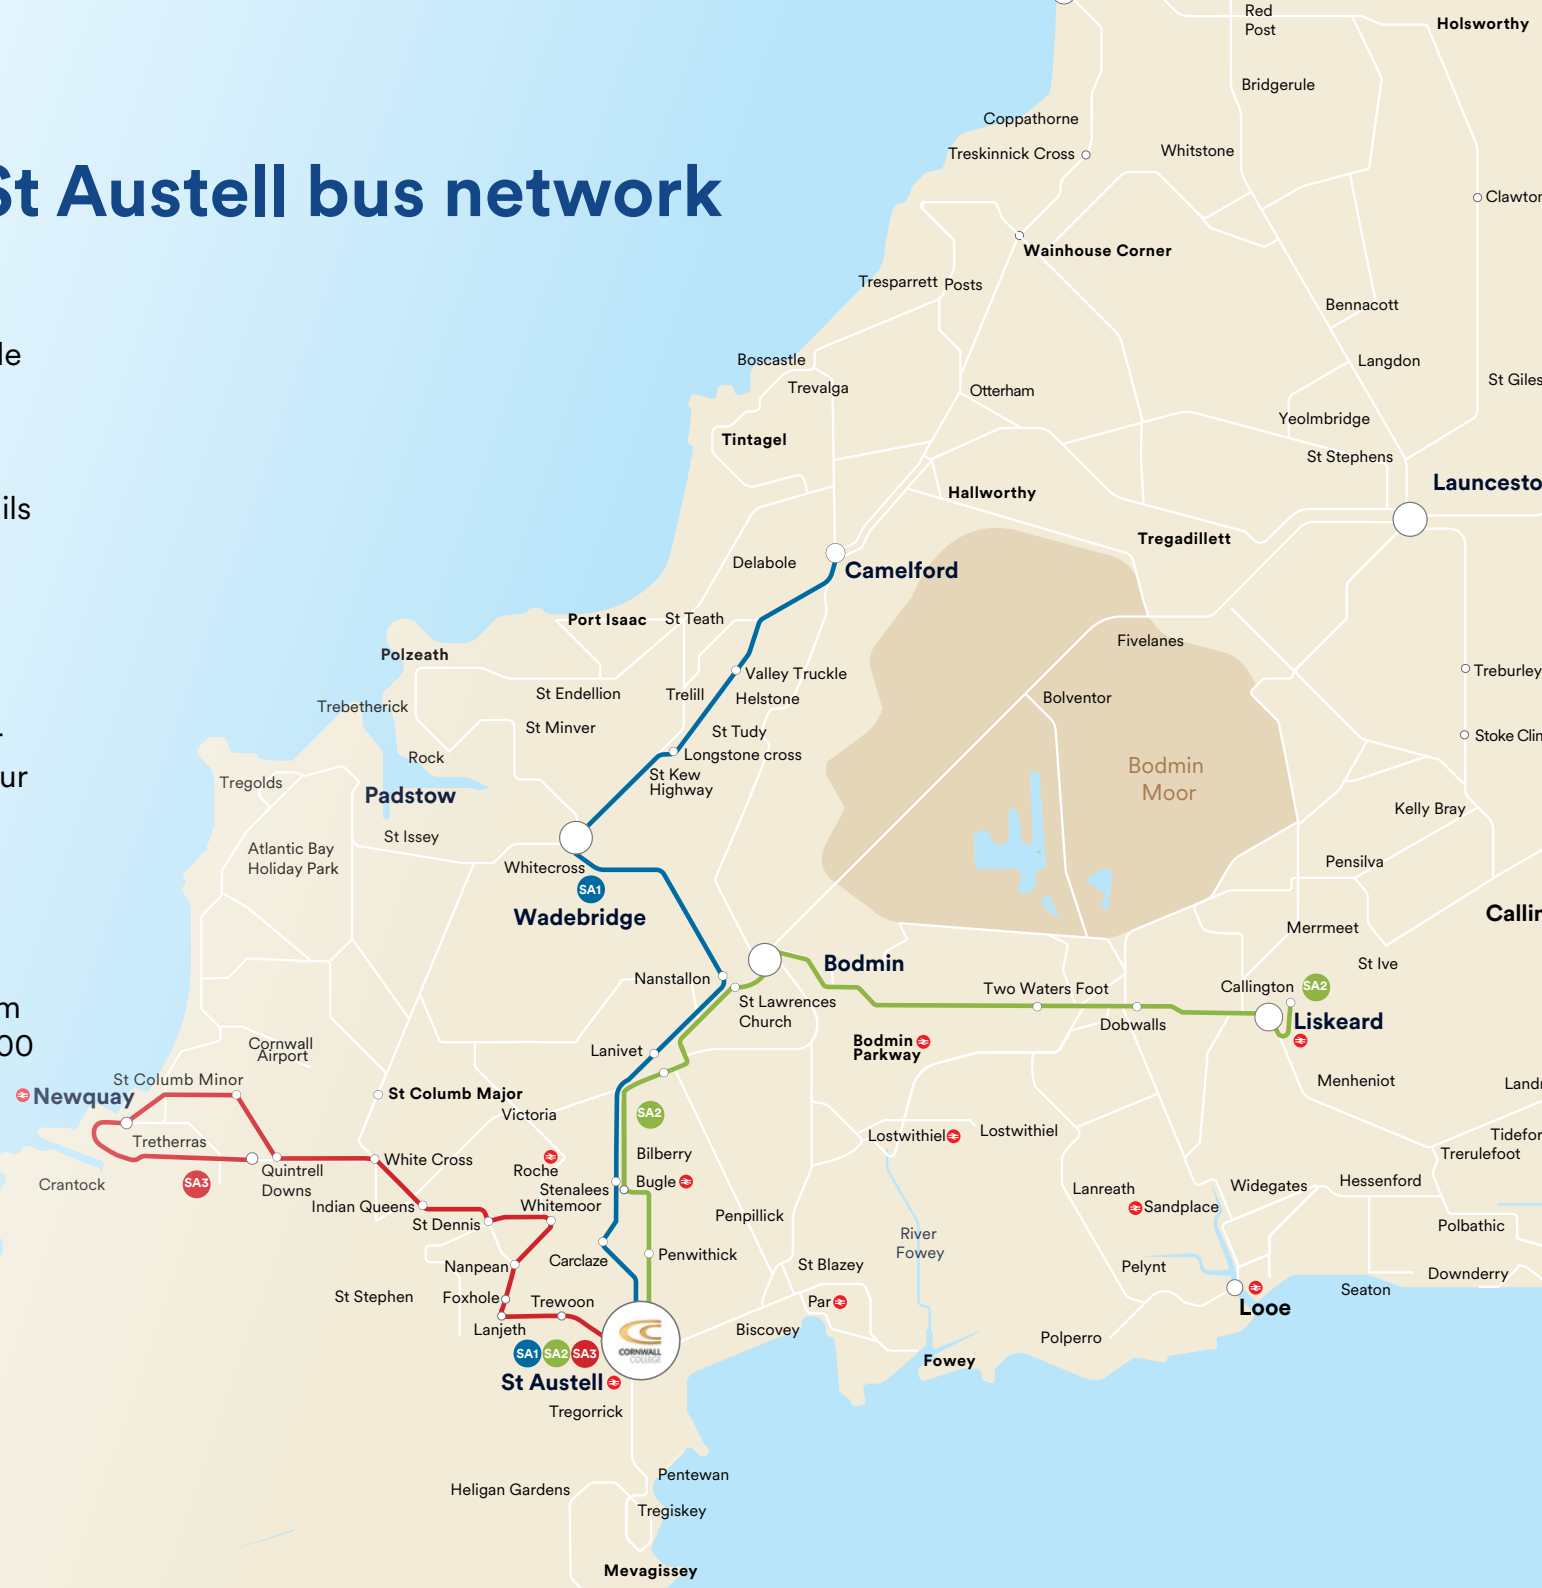 St Austell bus network
le
ils
ur
m
00
Red
Post
Holsworthy
Bridgerule
Coppathorne
Treskinnick Cross
Whitstone
Clawton
Wainhouse Corner
Tresparrett Posts
Bennacott
Boscastle
Langdon
Trevalga
St Giles
Otterham
Yeolmbridge
Tintagel
St Stephens
Launcesto
Hallworthy
Tregadillett
Delabole
Camelford
Port Isaac
St Teath
Fivelanes
Polzeath
Valley Truckle
Treburley
St Endellion
Trelill
Helstone
Bolventor
Trebetherick
St Minver
St Tudy
Stoke Clim
Longstone cross
Rock
Bodmin
Moor
St Kew
Highway
Tregolds
Padstow
Kelly Bray
St Issey
Atlantic Bay
Holiday Park
Whitecross
Pensilva
SA1
Wadebridge
Callin
Merrmeet
Bodmin
St Ive
Nanstallon
Two Waters Foot
Callington
SA2
St Lawrences
Church
Dobwalls
Liskeard
Bodmin
Parkway
Cornwall
Airport
Lanivet
St Columb Minor
Menheniot
Landr
Newquay
St Columb Major
Victoria
SA2
Tretherras
Lostwithiel
Lostwithiel
Tidefor
Bilberry
Trerulefoot
White Cross
Roche
Quintrell
Downs
SA3
Crantock
Stenalees
Bugle
Lanreath
Widegates
Hessenford
Indian Queens
Whitemoor
Sandplace
St Dennis
Penpillick
Polbathic
River
Fowey
Carclaze
Penwithick
Nanpean
St Blazey
Pelynt
Downderry
St Stephen
Foxhole
Trewoon
Par
Seaton
Looe
Lanjeth
Biscovey
Polperro
CORNWALL
COLLEGE
SA1
SA2
SA3
Fowey
St Austell
Tregorrick
Pentewan
Heligan Gardens
Tregiskey
Mevagissey